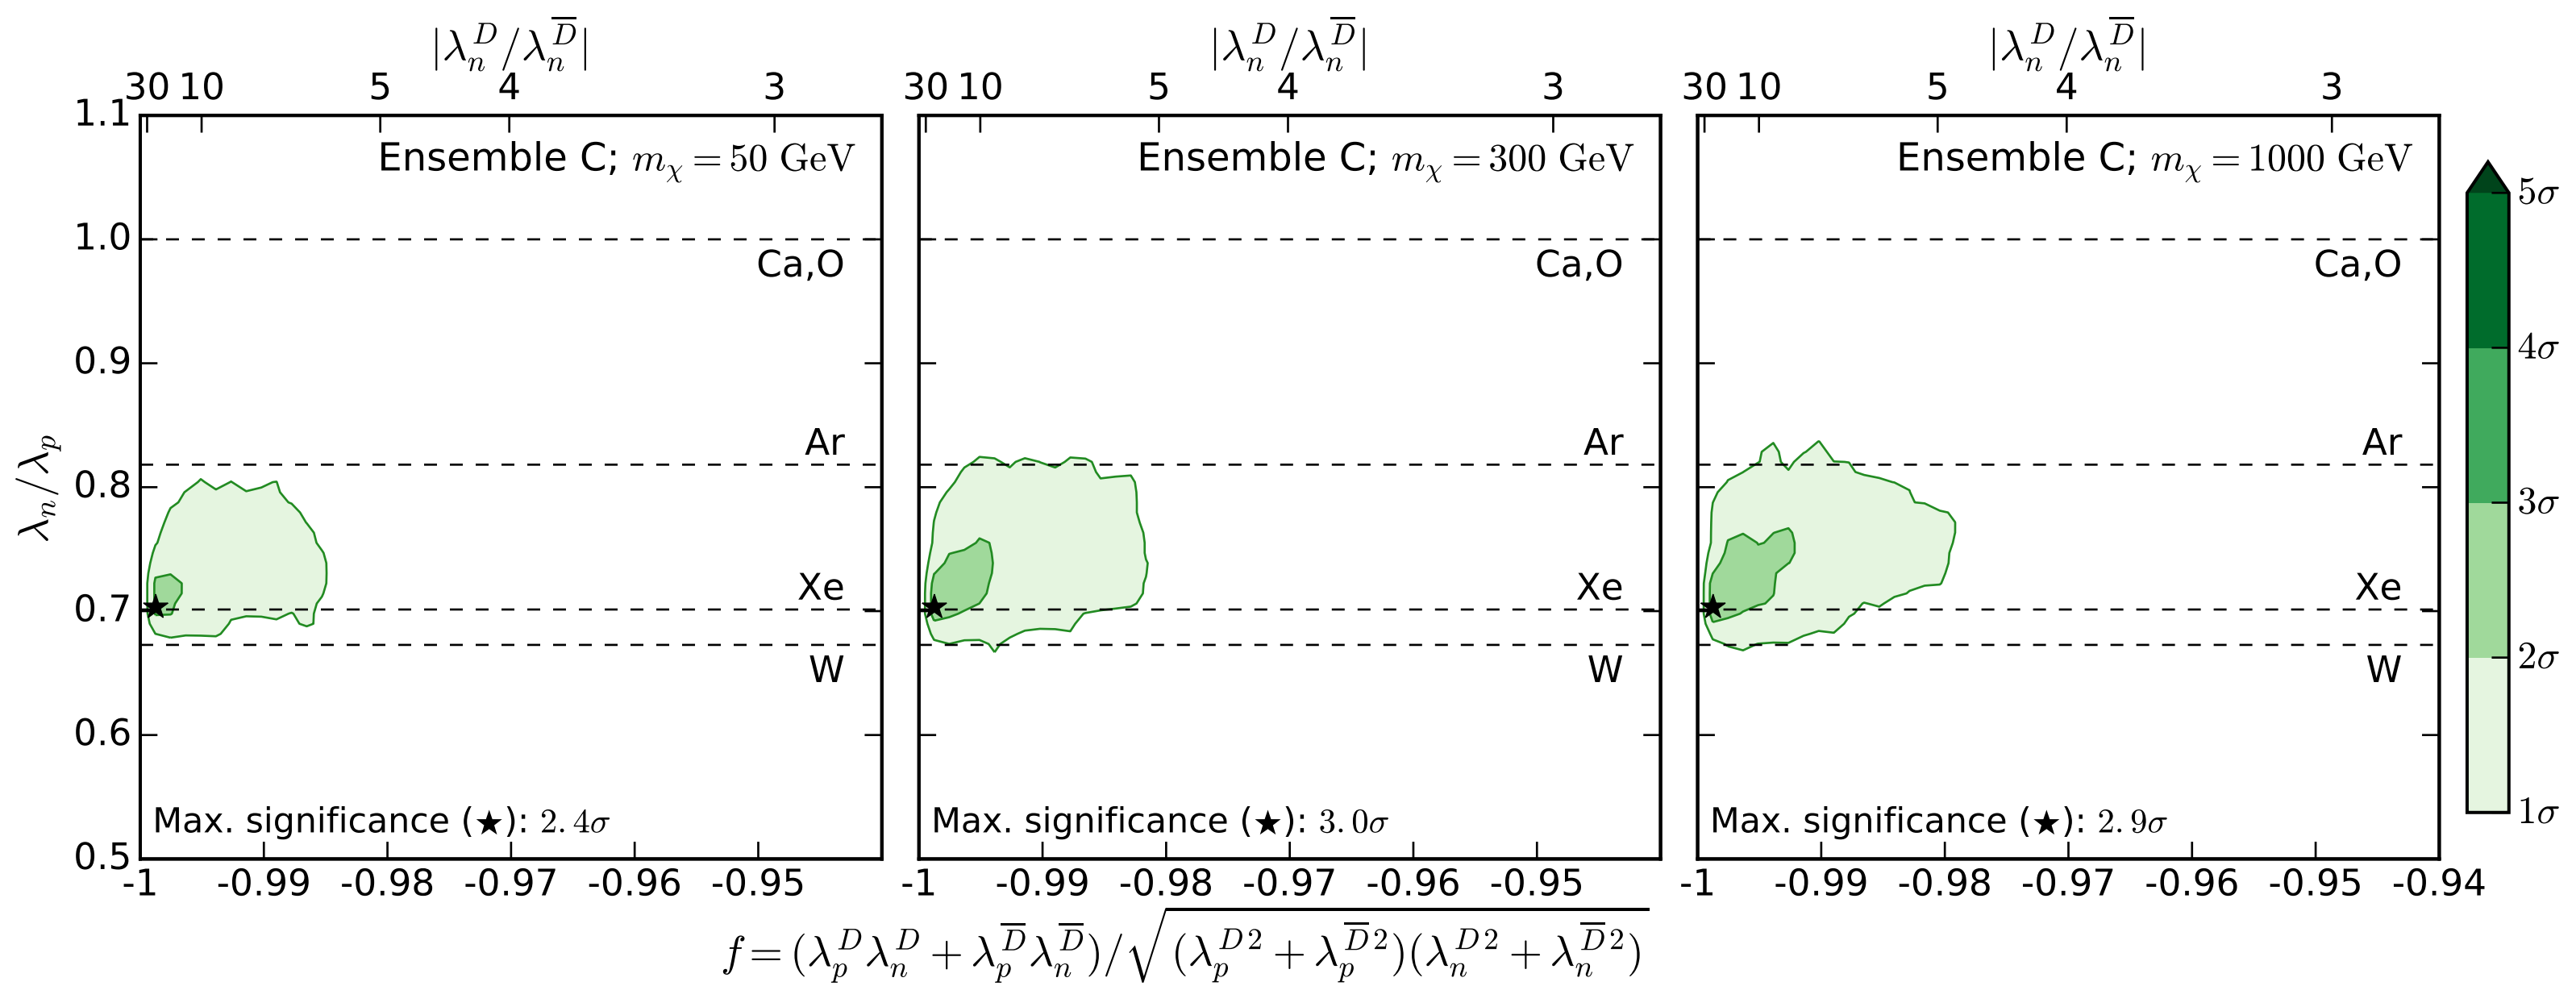 |λ_n^D/λ_n^D̅| |λ_n^D/λ_n^D̅| |λ_n^D/λ_n^D̅|
30 10 5 4 3 30 10 5 4 3 30 10 5 4 3
1.1
Ensemble C; m_χ = 50 GeV Ensemble C; m_χ = 300 GeV Ensemble C; m_χ = 1000 GeV
5σ
1.0
Ca,O Ca,O Ca,O
4σ
0.9
Ar Ar Ar
λ_n/λ_p
0.8
3σ
Xe Xe Xe
0.7
2σ
W W W
0.6
Max. significance (★): 2.4σ Max. significance (★): 3.0σ Max. significance (★): 2.9σ
1σ
0.5
-1 -0.99 -0.98 -0.97 -0.96 -0.95 -1 -0.99 -0.98 -0.97 -0.96 -0.95 -1 -0.99 -0.98 -0.97 -0.96 -0.95 -0.94
f = (λ_p^D λ_n^D + λ_p^D̅ λ_n^D̅)/√((λ_p^{D 2} + λ_p^{D̅ 2})(λ_n^{D 2} + λ_n^{D̅ 2}))